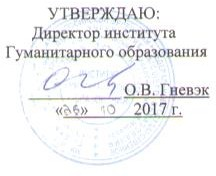 УТВЕРЖДАЮ:
Директор института
Гуманитарного образования
О.В. Гневэк
«26» 10 2017 г.